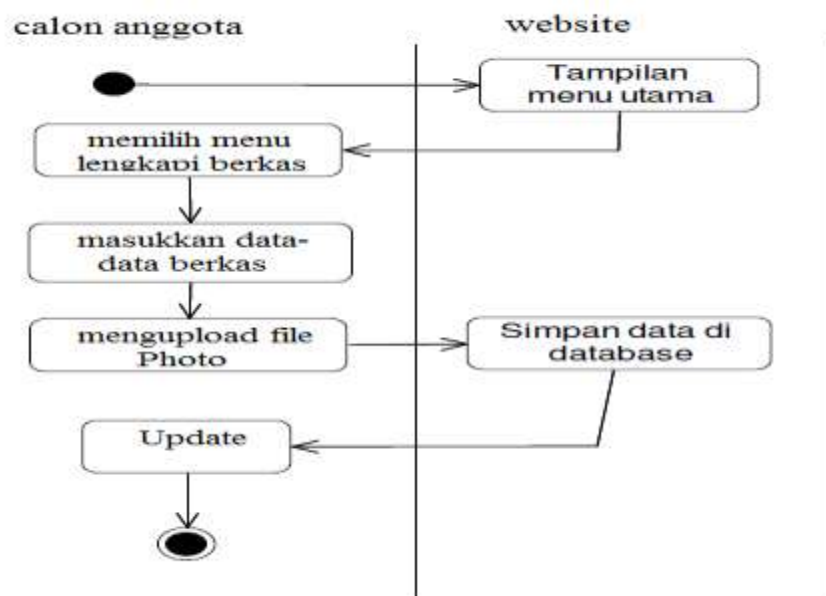 calon anggota
website
Tampilan
menu utama
memilih menu
lengkapi berkas
masukkan data-
data berkas
mengupload file
Photo
Simpan data di
database
Update